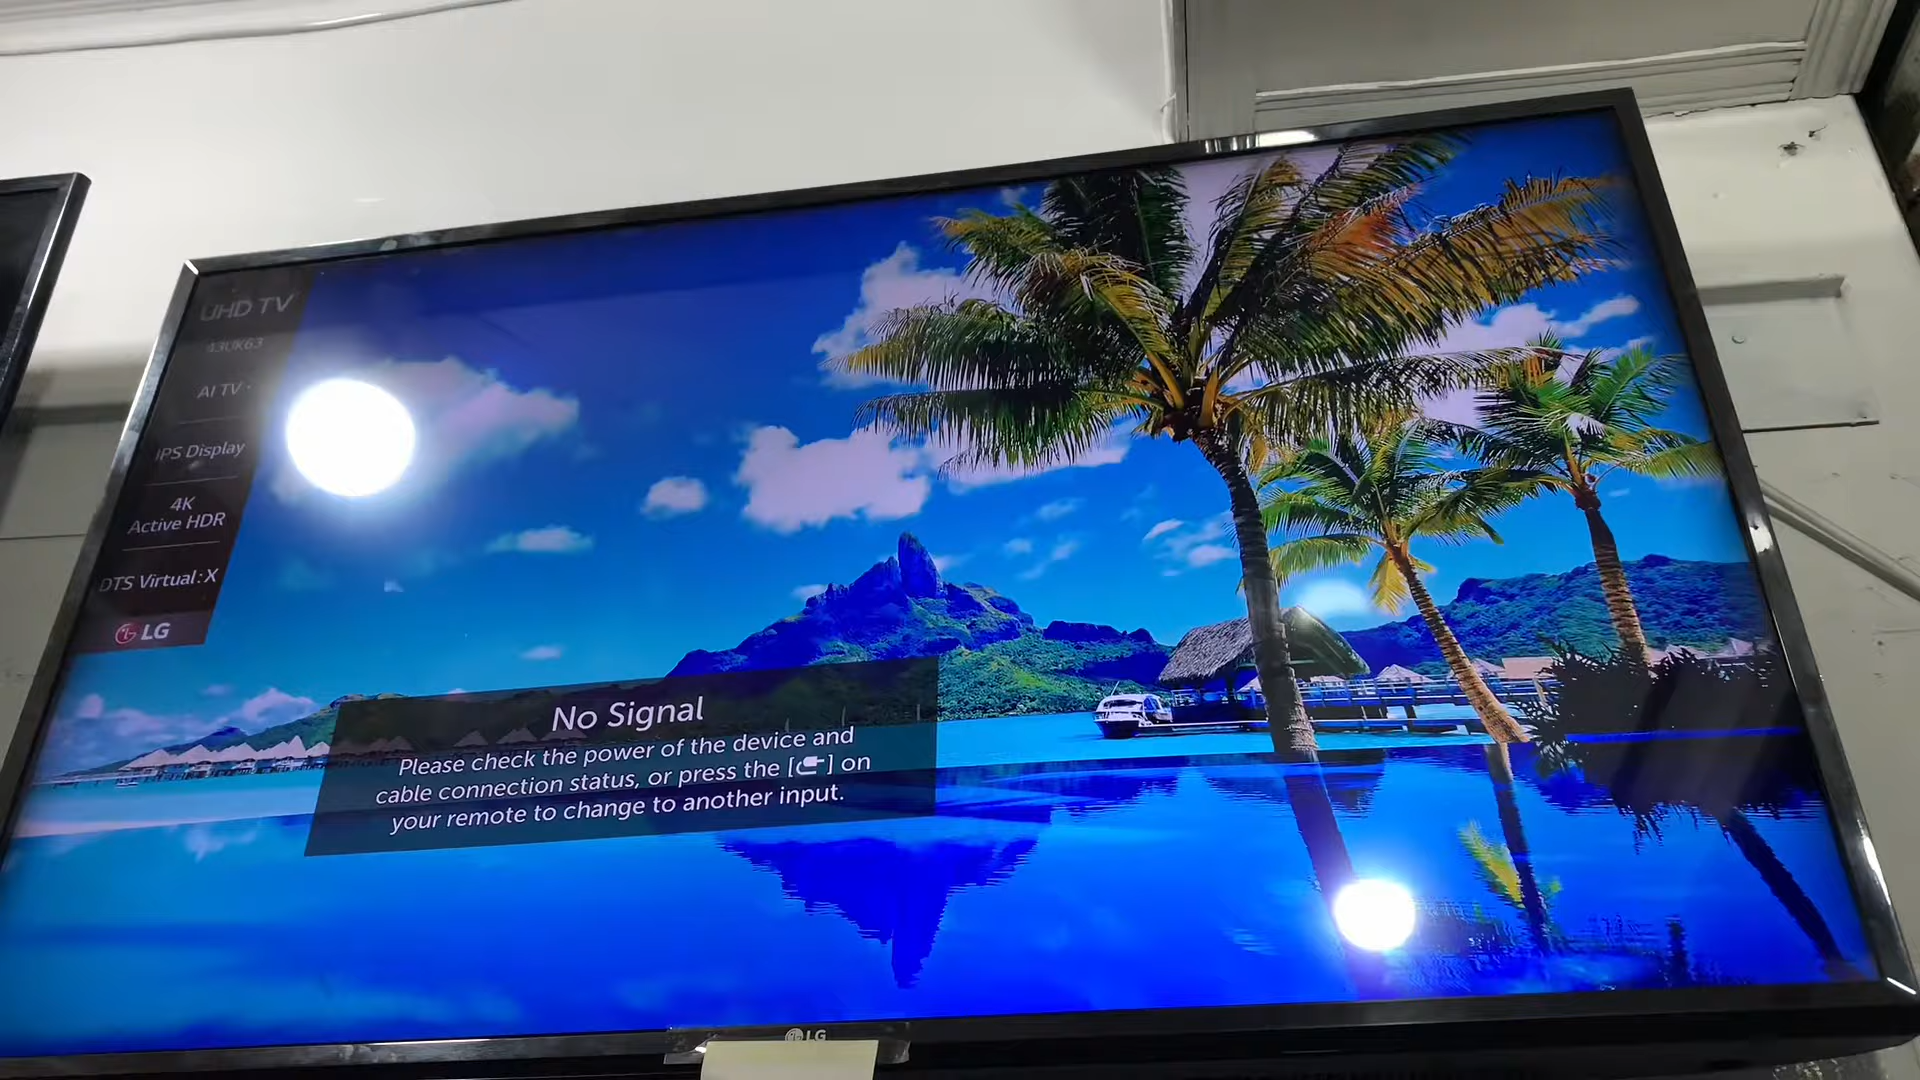 UHD TV
43UK63
AI TV
IPS Display
4K
Active HDR
DTS Virtual:X
LG
No Signal
Please check the power of the device and
cable connection status, or press the [ ] on
your remote to change to another input.
LG